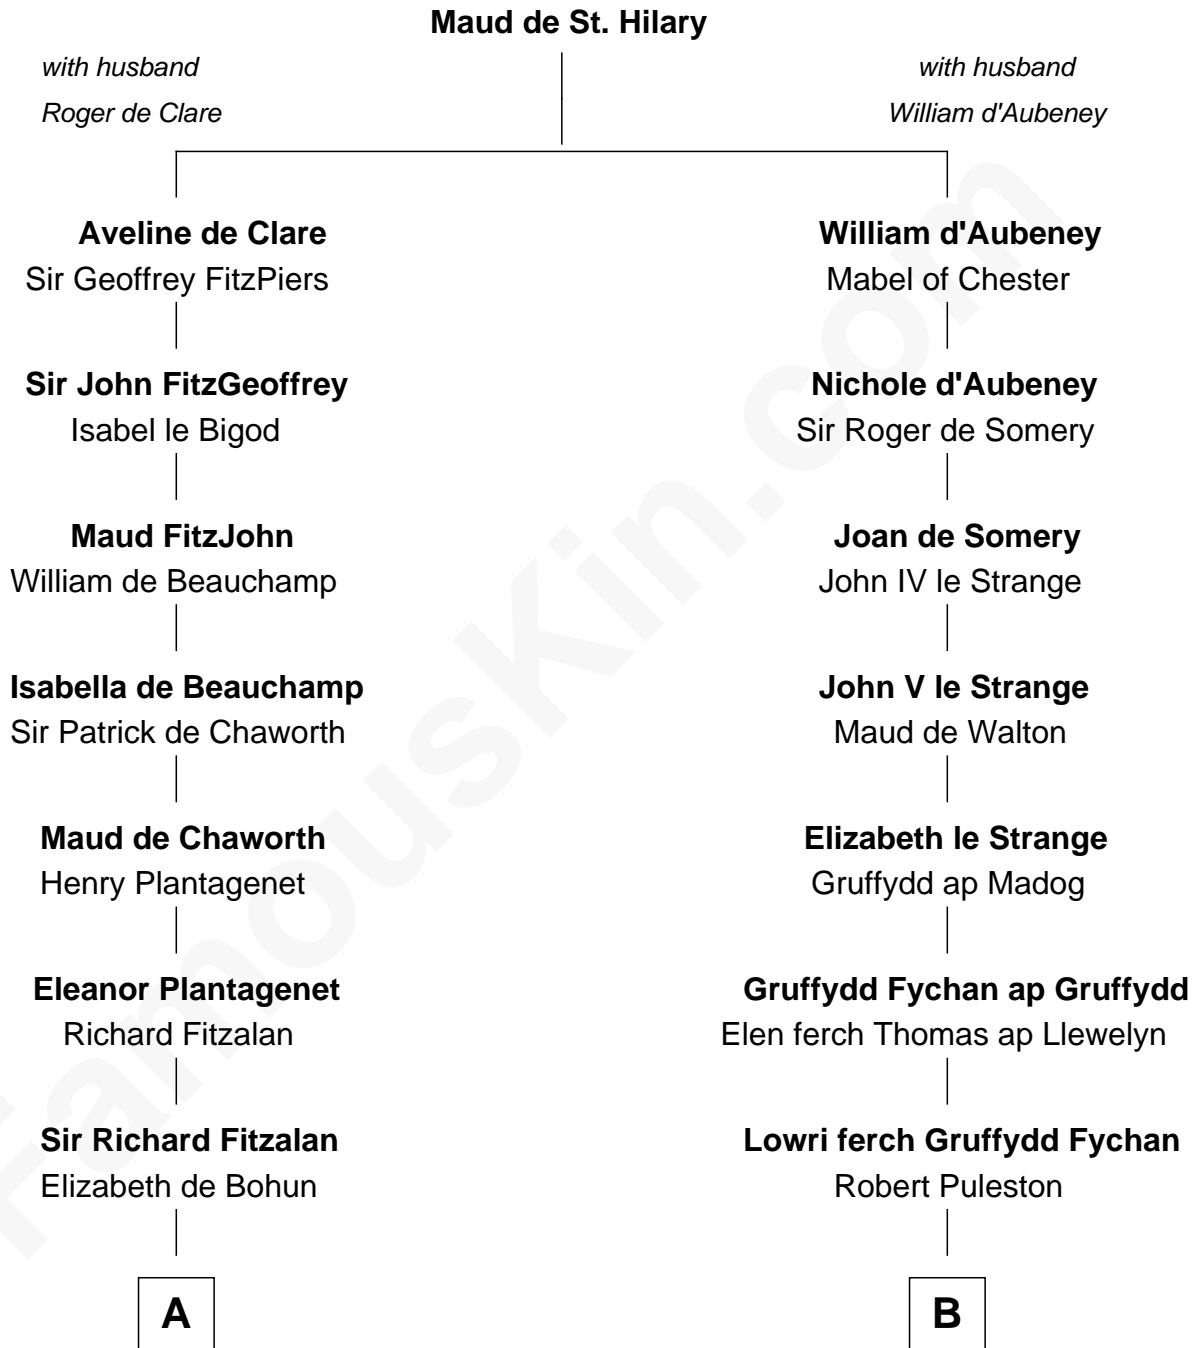 Maud de St. Hilary
with husband
Roger de Clare
with husband
William d'Aubeney
Aveline de Clare
Sir Geoffrey FitzPiers
William d'Aubeney
Mabel of Chester
Sir John FitzGeoffrey
Isabel le Bigod
Nichole d'Aubeney
Sir Roger de Somery
Maud FitzJohn
William de Beauchamp
Joan de Somery
John IV le Strange
Isabella de Beauchamp
Sir Patrick de Chaworth
John V le Strange
Maud de Walton
Maud de Chaworth
Henry Plantagenet
Elizabeth le Strange
Gruffydd ap Madog
Eleanor Plantagenet
Richard Fitzalan
Gruffydd Fychan ap Gruffydd
Elen ferch Thomas ap Llewelyn
Sir Richard Fitzalan
Elizabeth de Bohun
Lowri ferch Gruffydd Fychan
Robert Puleston
A
B
FamousKin.com